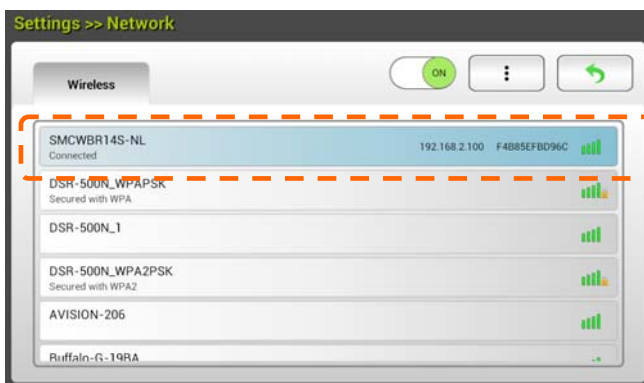 Settings >> Network
Wireless
ON
SMCWBR14S-NL
Connected
192.168.2.100 F4B85EFBD96C
DSR-500N_WPAPSK
Secured with WPA
DSR-500N_1
DSR-500N_WPA2PSK
Secured with WPA2
AVISION-206
Buffalo-G-19BA